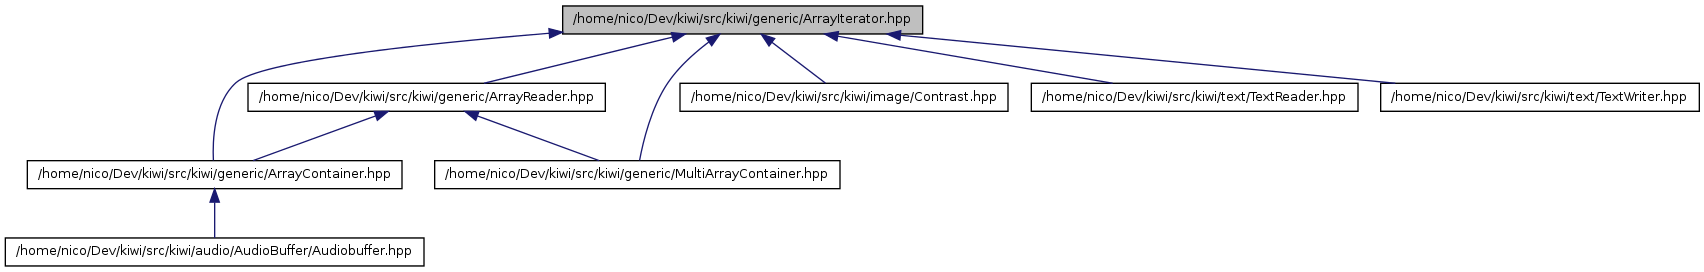 /home/nico/Dev/kiwi/src/kiwi/generic/ArrayIterator.hpp
/home/nico/Dev/kiwi/src/kiwi/generic/ArrayReader.hpp
/home/nico/Dev/kiwi/src/kiwi/image/Contrast.hpp
/home/nico/Dev/kiwi/src/kiwi/text/TextReader.hpp
/home/nico/Dev/kiwi/src/kiwi/text/TextWriter.hpp
/home/nico/Dev/kiwi/src/kiwi/generic/ArrayContainer.hpp
/home/nico/Dev/kiwi/src/kiwi/generic/MultiArrayContainer.hpp
/home/nico/Dev/kiwi/src/kiwi/audio/AudioBuffer/Audiobuffer.hpp